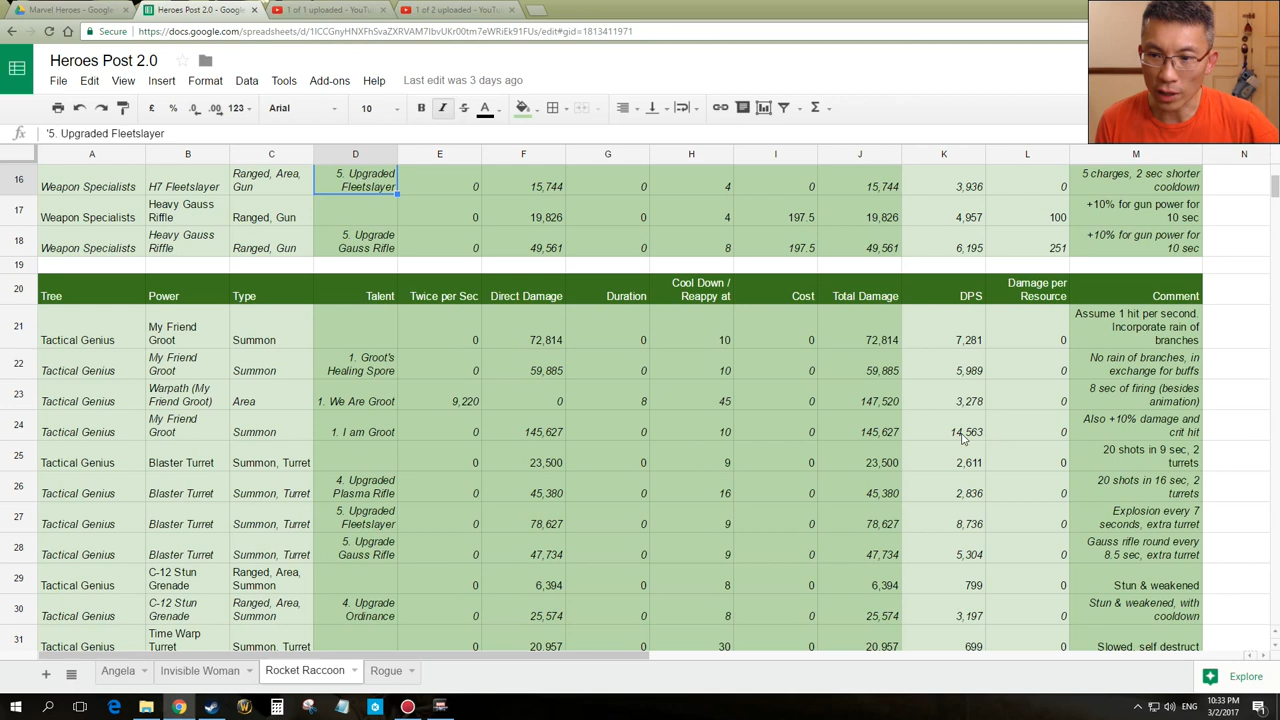 Marvel Heroes - Google
Heroes Post 2.0 - Google
1 of 1 uploaded - YouTu
1 of 2 uploaded - YouTu
Secure
https://docs.google.com/spreadsheets/d/1ICCGnyHNXFhSvaZXRVAM7IbvUKr00tm7eWRiEk91FUs/edit#gid=1813411971
Heroes Post 2.0
File Edit View Insert Format Data Tools Add-ons Help Last edit was 3 days ago
£ % .0 .00 123 Arial 10 B I S A
fx '5. Upgraded Fleetslayer
A B C D E F G H I J K L M N
16 Weapon Specialists H7 Fleetslayer Ranged, Area, Gun 5. Upgraded Fleetslayer 0 15,744 0 4 0 15,744 3,936 0 5 charges, 2 sec shorter cooldown
17 Weapon Specialists Heavy Gauss Riffle Ranged, Gun 0 19,826 0 4 197.5 19,826 4,957 100 +10% for gun power for 10 sec
18 Weapon Specialists Heavy Gauss Riffle Ranged, Gun 5. Upgrade Gauss Rifle 0 49,561 0 8 197.5 49,561 6,195 251 +10% for gun power for 10 sec
19
20 Tree Power Type Talent Twice per Sec Direct Damage Duration Cool Down / Reappy at Cost Total Damage DPS Damage per Resource Comment
21 Tactical Genius My Friend Groot Summon 0 72,814 0 10 0 72,814 7,281 0 Assume 1 hit per second. Incorporate rain of branches
22 Tactical Genius My Friend Groot Summon 1. Groot's Healing Spore 0 59,885 0 10 0 59,885 5,989 0 No rain of branches, in exchange for buffs
23 Tactical Genius Warpath (My Friend Groot) Area 1. We Are Groot 9,220 0 8 45 0 147,520 3,278 0 8 sec of firing (besides animation)
24 Tactical Genius My Friend Groot Summon 1. I am Groot 0 145,627 0 10 0 145,627 14,563 0 Also +10% damage and crit hit
25 Tactical Genius Blaster Turret Summon, Turret 0 23,500 0 9 0 23,500 2,611 0 20 shots in 9 sec, 2 turrets
26 Tactical Genius Blaster Turret Summon, Turret 4. Upgraded Plasma Rifle 0 45,380 0 16 0 45,380 2,836 0 20 shots in 16 sec, 2 turrets
27 Tactical Genius Blaster Turret Summon, Turret 5. Upgraded Fleetslayer 0 78,627 0 9 0 78,627 8,736 0 Explosion every 7 seconds, extra turret
28 Tactical Genius Blaster Turret Summon, Turret 5. Upgrade Gauss Rifle 0 47,734 0 9 0 47,734 5,304 0 Gauss rifle round every 8.5 sec, extra turret
29 Tactical Genius C-12 Stun Grenade Ranged, Area, Summon 0 6,394 0 8 0 6,394 799 0 Stun & weakened
30 Tactical Genius C-12 Stun Grenade Ranged, Area, Summon 4. Upgrade Ordinance 0 25,574 0 8 0 25,574 3,197 0 Stun & weakened, with cooldown
31 Tactical Genius Time Warp Turret Summon, Turret 0 20,957 0 30 0 20,957 699 0 Slowed, self destruct
+ Angela Invisible Woman Rocket Raccoon Rogue Explore
ENG 10:33 PM 3/2/2017